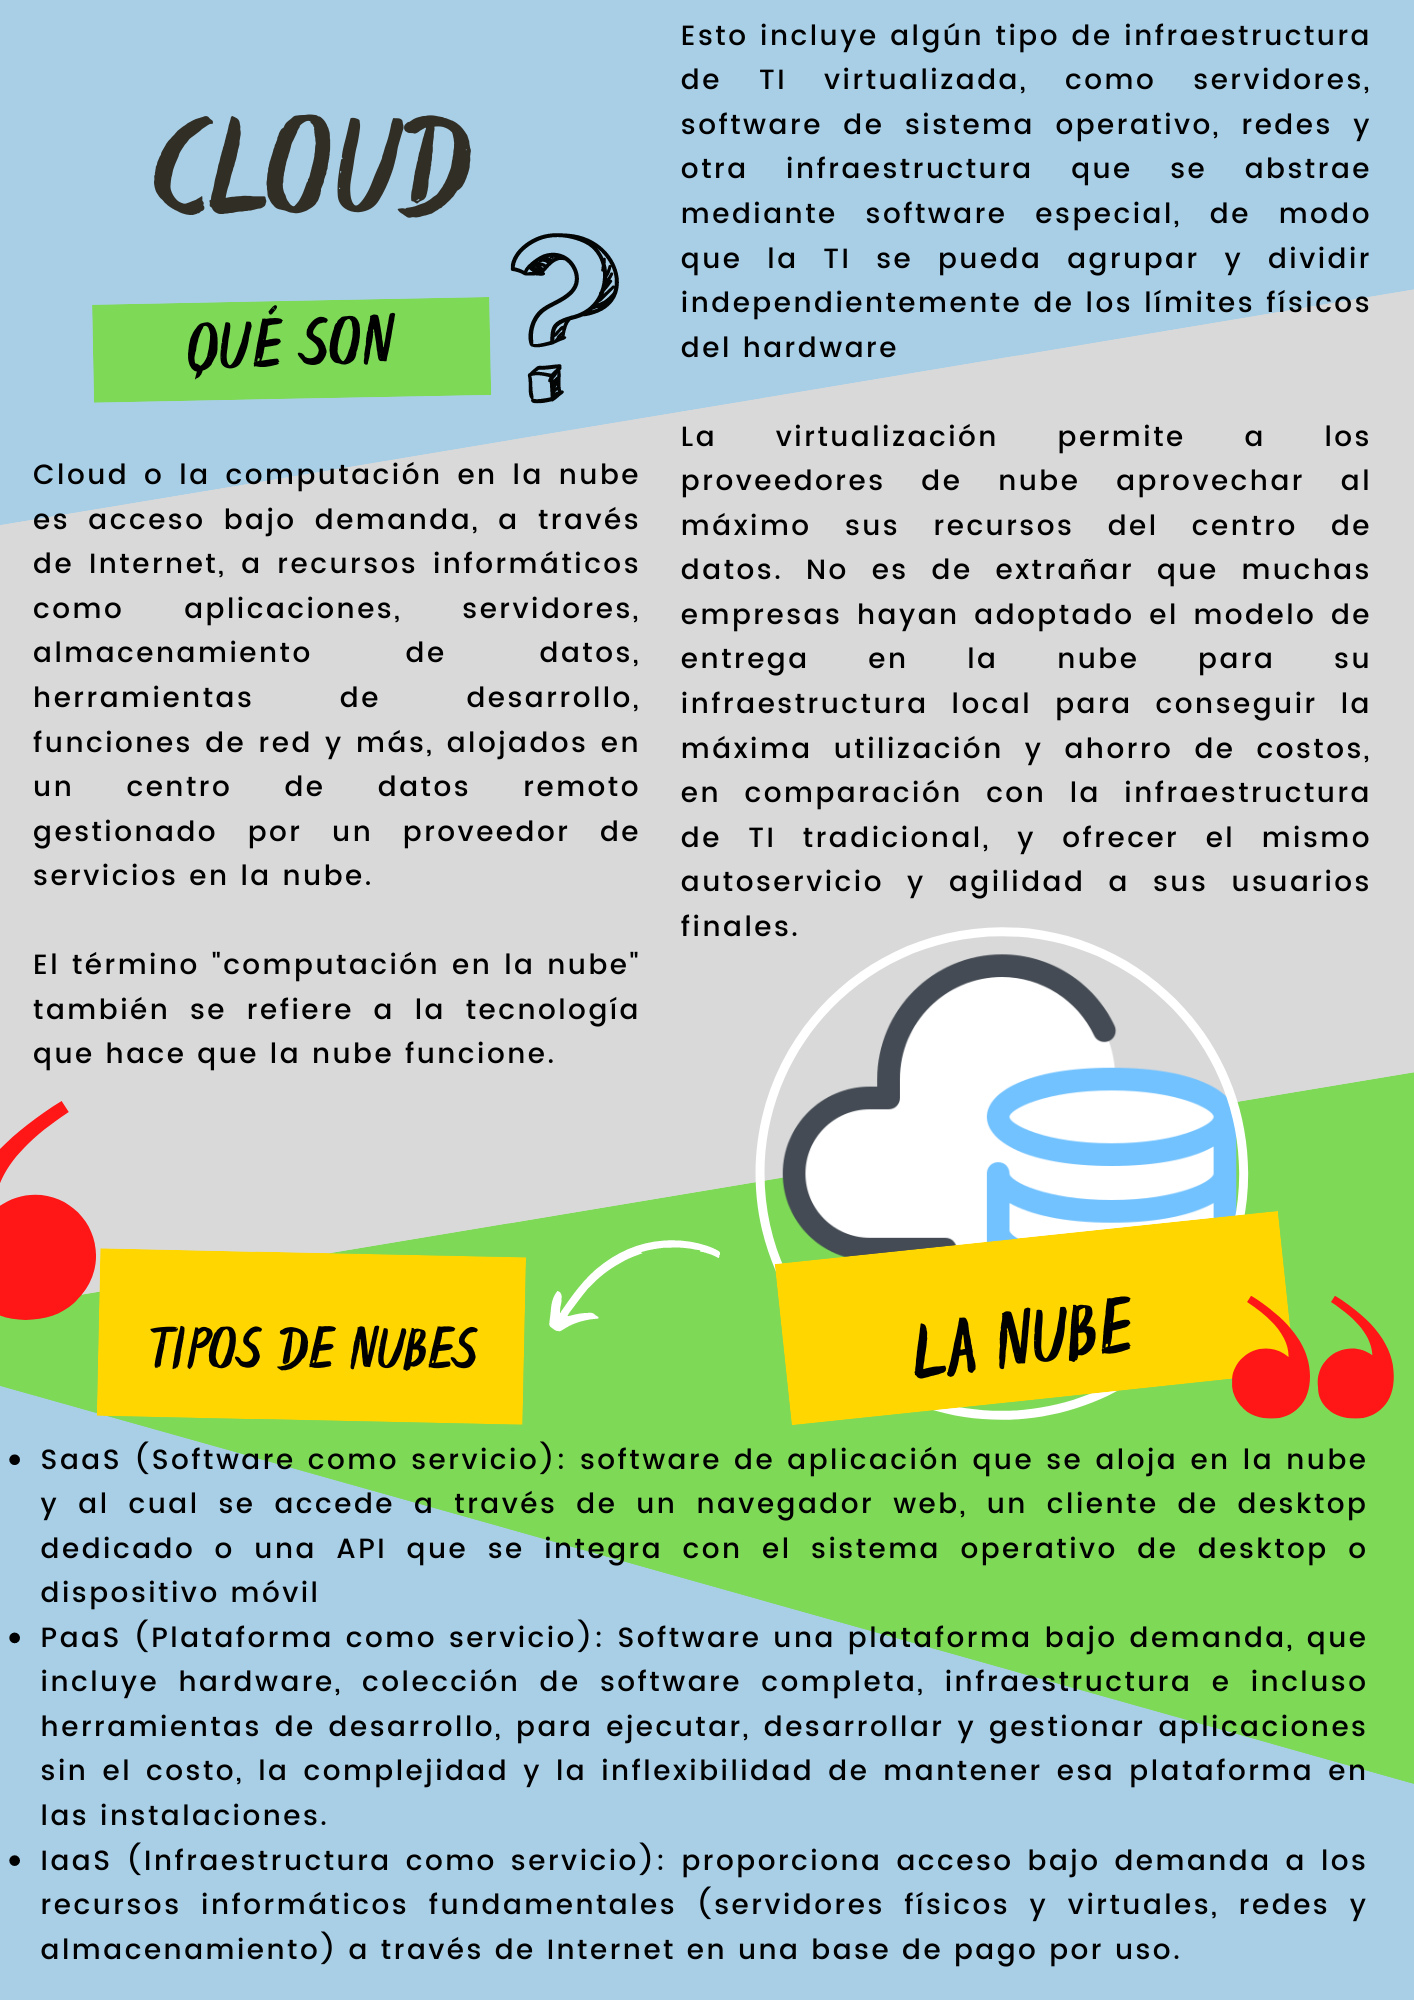 CLOUD
QUÉ SON
?
Cloud o la computación en la nube
es acceso bajo demanda, a través
de Internet, a recursos informáticos
como aplicaciones, servidores,
almacenamiento de datos,
herramientas de desarrollo,
funciones de red y más, alojados en
un centro de datos remoto
gestionado por un proveedor de
servicios en la nube.
El término "computación en la nube"
también se refiere a la tecnología
que hace que la nube funcione.
Esto incluye algún tipo de infraestructura
de TI virtualizada, como servidores,
software de sistema operativo, redes y
otra infraestructura que se abstrae
mediante software especial, de modo
que la TI se pueda agrupar y dividir
independientemente de los límites físicos
del hardware
La virtualización permite a los
proveedores de nube aprovechar al
máximo sus recursos del centro de
datos. No es de extrañar que muchas
empresas hayan adoptado el modelo de
entrega en la nube para su
infraestructura local para conseguir la
máxima utilización y ahorro de costos,
en comparación con la infraestructura
de TI tradicional, y ofrecer el mismo
autoservicio y agilidad a sus usuarios
finales.
LA NUBE
TIPOS DE NUBES
• SaaS (Software como servicio): software de aplicación que se aloja en la nube
y al cual se accede a través de un navegador web, un cliente de desktop
dedicado o una API que se integra con el sistema operativo de desktop o
dispositivo móvil
• PaaS (Plataforma como servicio): Software una plataforma bajo demanda, que
incluye hardware, colección de software completa, infraestructura e incluso
herramientas de desarrollo, para ejecutar, desarrollar y gestionar aplicaciones
sin el costo, la complejidad y la inflexibilidad de mantener esa plataforma en
las instalaciones.
• IaaS (Infraestructura como servicio): proporciona acceso bajo demanda a los
recursos informáticos fundamentales (servidores físicos y virtuales, redes y
almacenamiento) a través de Internet en una base de pago por uso.